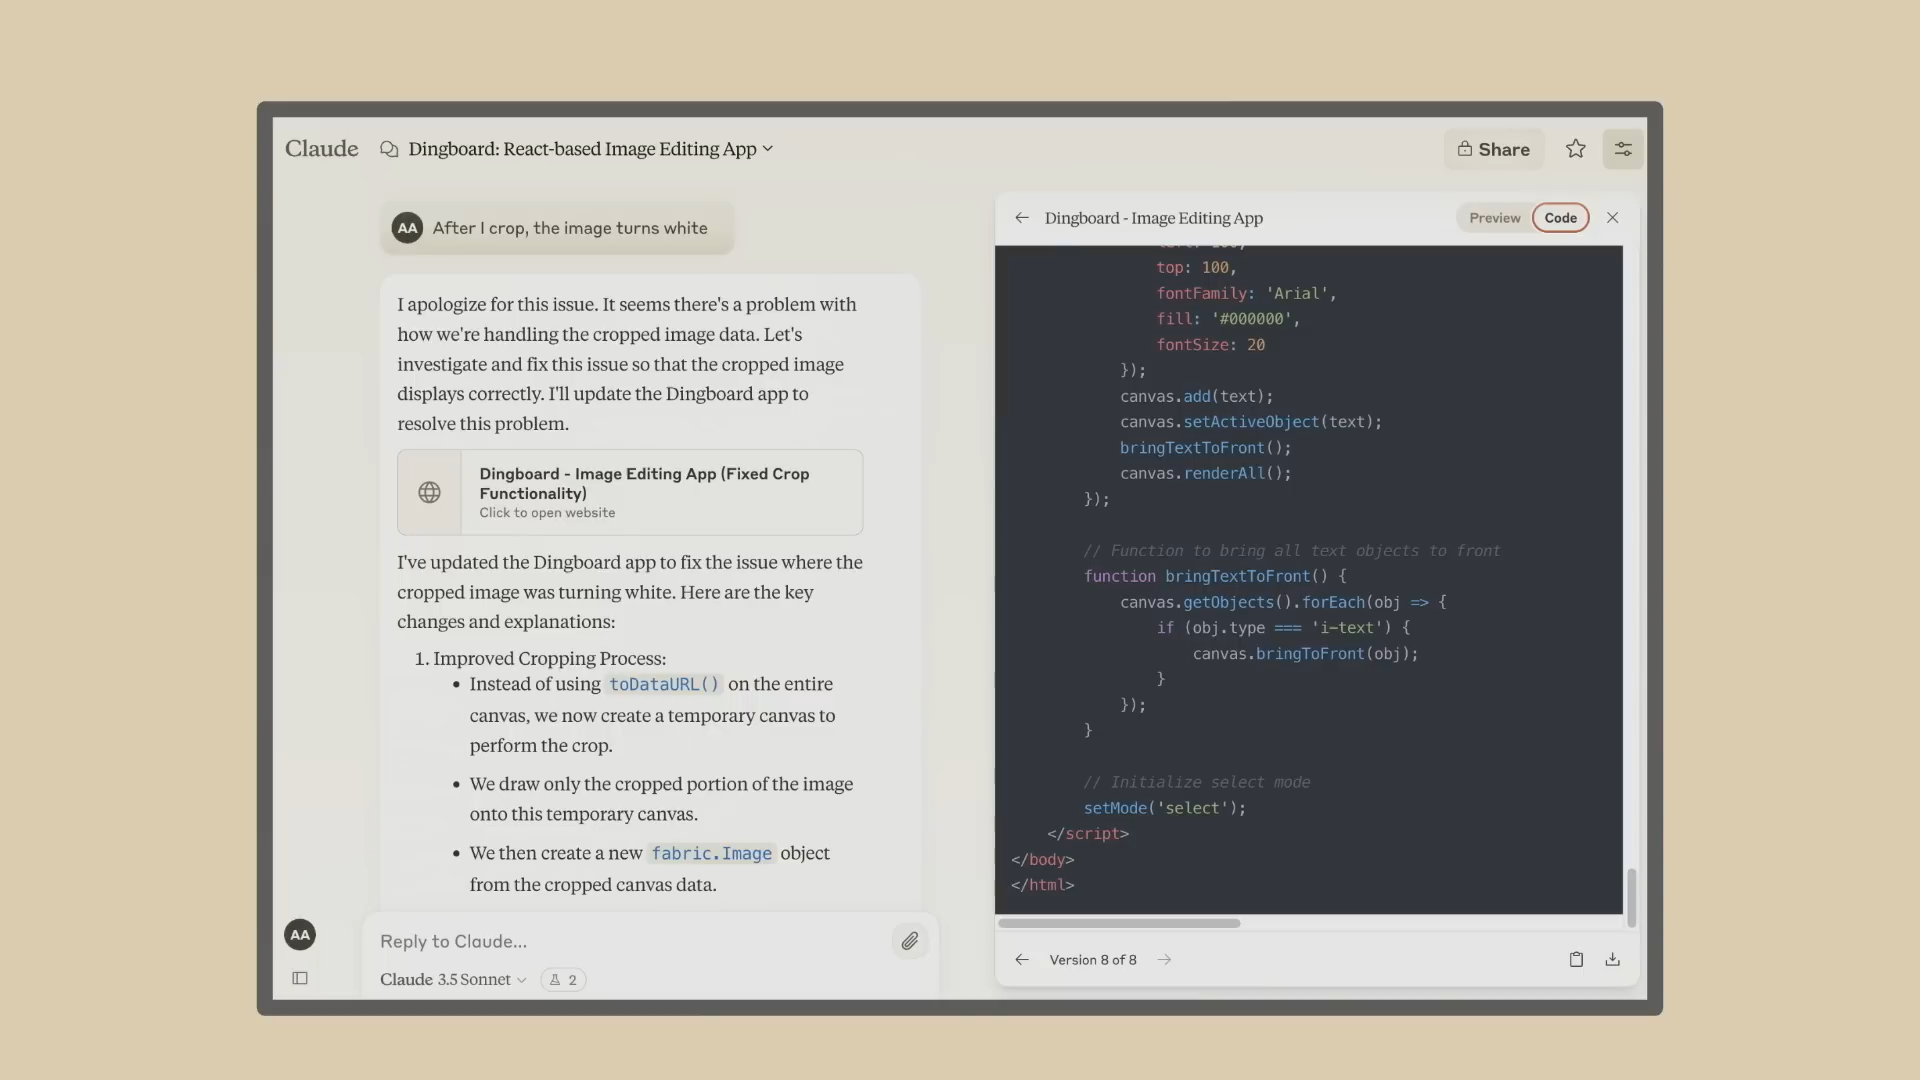 Claude
Dingboard: React-based Image Editing App
Share
AA
After I crop, the image turns white
I apologize for this issue. It seems there's a problem with
how we're handling the cropped image data. Let's
investigate and fix this issue so that the cropped image
displays correctly. I'll update the Dingboard app to
resolve this problem.
Dingboard - Image Editing App (Fixed Crop
Functionality)
Click to open website
I've updated the Dingboard app to fix the issue where the
cropped image was turning white. Here are the key
changes and explanations:
1. Improved Cropping Process:
• Instead of using toDataURL() on the entire
canvas, we now create a temporary canvas to
perform the crop.
• We draw only the cropped portion of the image
onto this temporary canvas.
• We then create a new fabric.Image object
from the cropped canvas data.
AA
Reply to Claude...
Claude 3.5 Sonnet
2
Dingboard - Image Editing App
Preview
Code
top: 100,
fontFamily: 'Arial',
fill: '#000000',
fontSize: 20
});
canvas.add(text);
canvas.setActiveObject(text);
bringTextToFront();
canvas.renderAll();
});
// Function to bring all text objects to front
function bringTextToFront() {
canvas.getObjects().forEach(obj => {
if (obj.type === 'i-text') {
canvas.bringToFront(obj);
}
});
}
// Initialize select mode
setMode('select');
</script>
</body>
</html>
Version 8 of 8